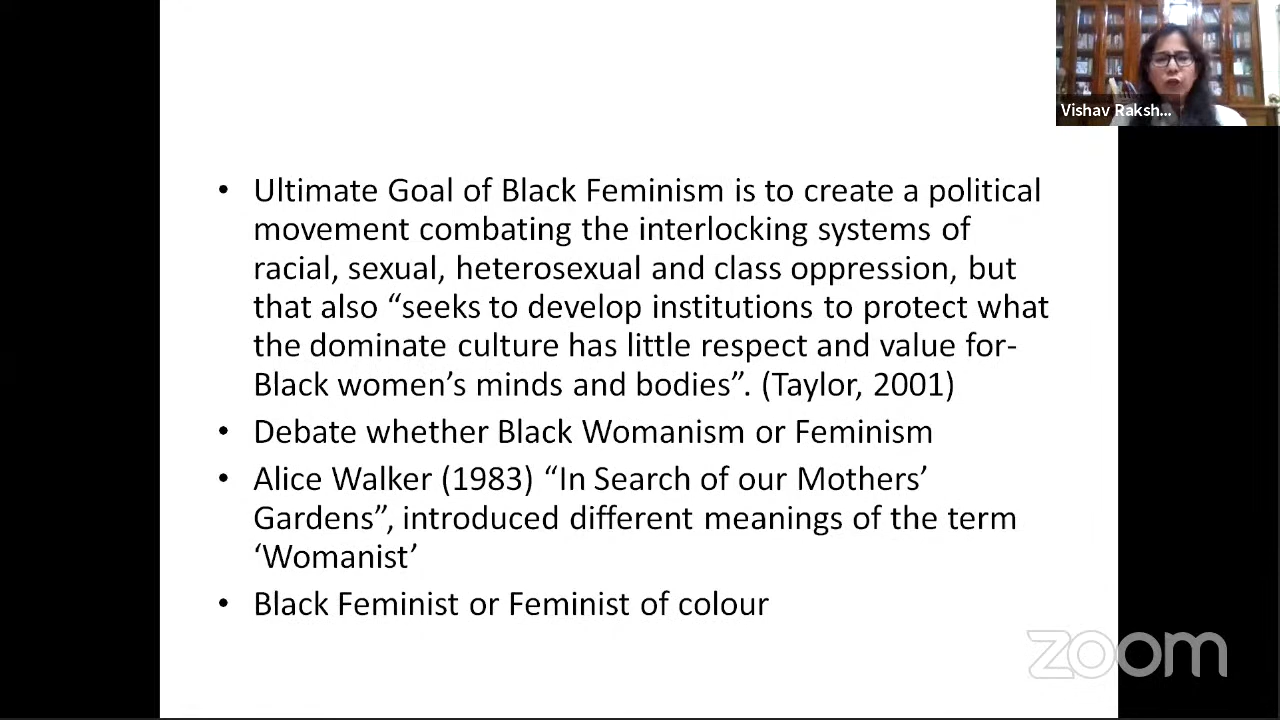 Vishav Raksh...
• Ultimate Goal of Black Feminism is to create a political
movement combating the interlocking systems of
racial, sexual, heterosexual and class oppression, but
that also “seeks to develop institutions to protect what
the dominate culture has little respect and value for-
Black women’s minds and bodies”. (Taylor, 2001)
• Debate whether Black Womanism or Feminism
• Alice Walker (1983) “In Search of our Mothers’
Gardens”, introduced different meanings of the term
‘Womanist’
• Black Feminist or Feminist of colour
zoom